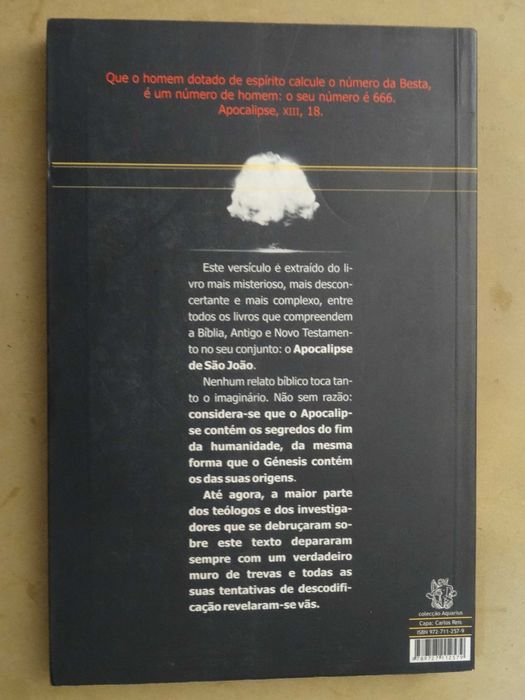 Que o homem dotado de espírito calcule o número da Besta,
é um número de homem: o seu número é 666.
Apocalipse, XIII, 18.
Este versículo é extraído do li-
vro mais misterioso, mais descon-
certante e mais complexo, entre
todos os livros que compreendem
a Bíblia, Antigo e Novo Testamen-
to no seu conjunto: o Apocalipse
de São João.
Nenhum relato bíblico toca tan-
to o imaginário. Não sem razão:
considera-se que o Apocalip-
se contém os segredos do fim
da humanidade, da mesma
forma que o Génesis contém
os das suas origens.
Até agora, a maior parte
dos teólogos e dos investiga-
dores que se debruçaram so-
bre este texto depararam
sempre com um verdadeiro
muro de trevas e todas as
suas tentativas de descodifi-
cação revelaram-se vãs.
colecção Aquarius
Capa: Carlos Reis
ISBN 972-711-257-9
9 789727 112579